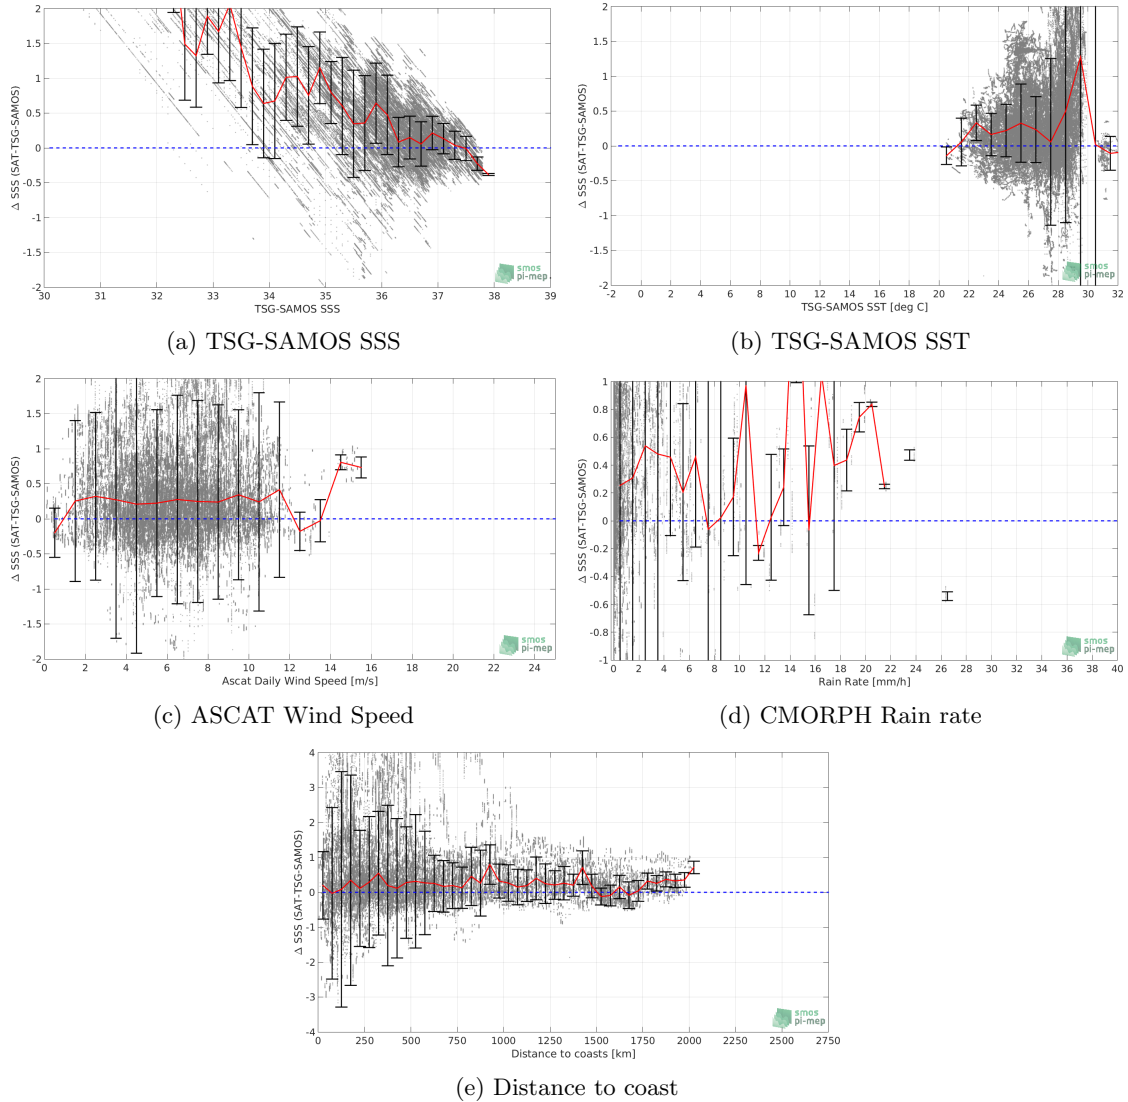 2
1.5
1
0.5
0
-0.5
-1
-1.5
-2
Δ SSS (SAT-TSG-SAMOS)
30 31 32 33 34 35 36 37 38 39
TSG-SAMOS SSS
smos
pi-mep
(a) TSG-SAMOS SSS
2
1.5
1
0.5
0
-0.5
-1
-1.5
-2
Δ SSS (SAT-TSG-SAMOS)
-2 0 2 4 6 8 10 12 14 16 18 20 22 24 26 28 30 32
TSG-SAMOS SST [deg C]
smos
pi-mep
(b) TSG-SAMOS SST
2
1.5
1
0.5
0
-0.5
-1
-1.5
-2
Δ SSS (SAT-TSG-SAMOS)
0 2 4 6 8 10 12 14 16 18 20 22 24
Ascat Daily Wind Speed [m/s]
smos
pi-mep
(c) ASCAT Wind Speed
1
0.8
0.6
0.4
0.2
0
-0.2
-0.4
-0.6
-0.8
-1
Δ SSS (SAT-TSG-SAMOS)
0 2 4 6 8 10 12 14 16 18 20 22 24 26 28 30 32 34 36 38 40
Rain Rate [mm/h]
smos
pi-mep
(d) CMORPH Rain rate
4
3
2
1
0
-1
-2
-3
-4
Δ SSS (SAT-TSG-SAMOS)
0 250 500 750 1000 1250 1500 1750 2000 2250 2500 2750
Distance to coasts [km]
smos
pi-mep
(e) Distance to coast